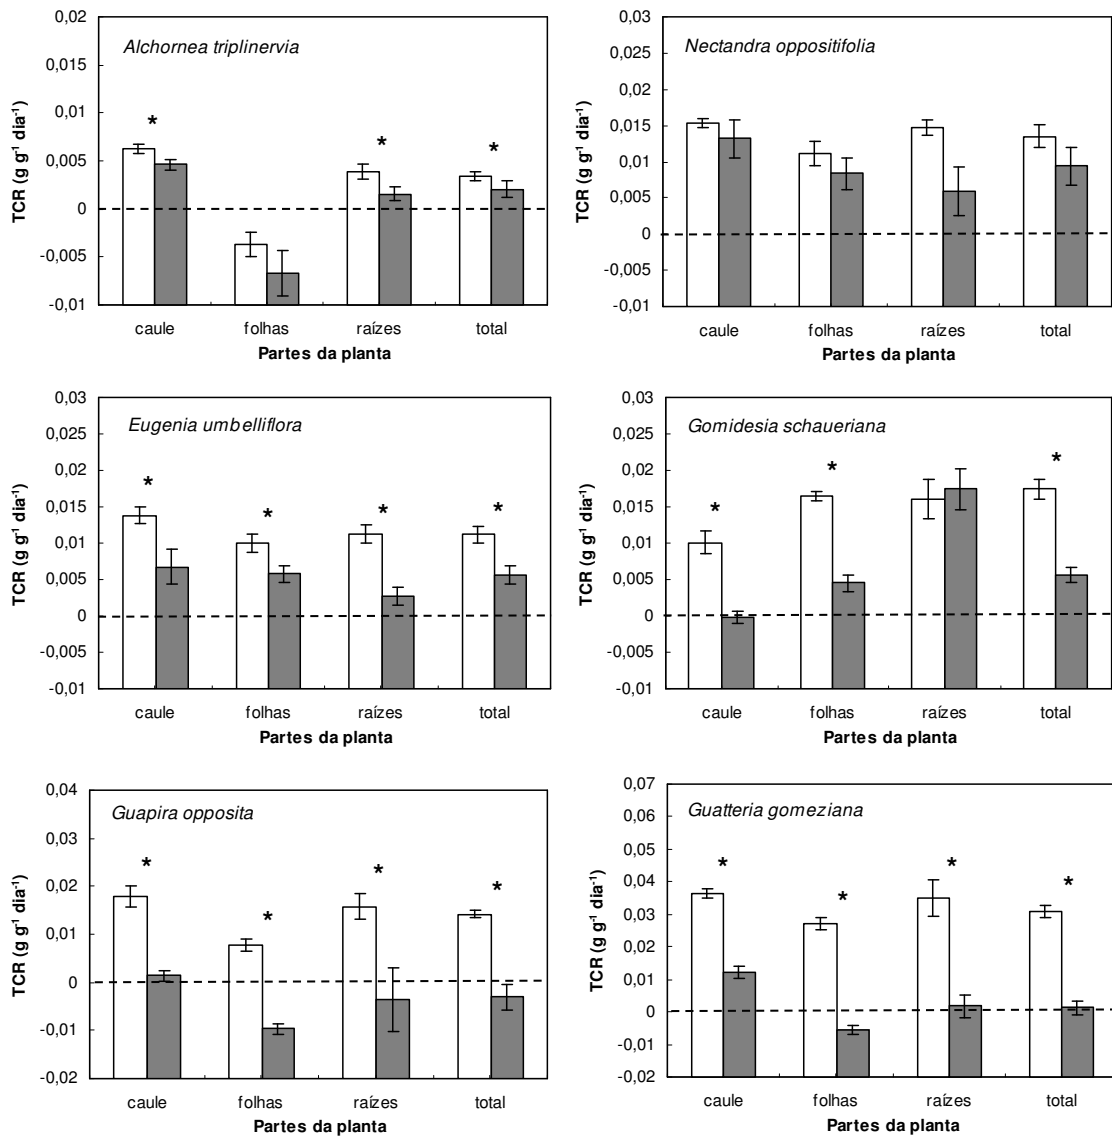 Alchornea triplinervia
TCR (g g⁻¹ dia⁻¹)
0,02
0,015
0,01
0,005
0
-0,005
-0,01
* * *
caule folhas raízes total
Partes da planta
Nectandra oppositifolia
TCR (g g⁻¹ dia⁻¹)
0,03
0,025
0,02
0,015
0,01
0,005
0
-0,005
-0,01
caule folhas raízes total
Partes da planta
Eugenia umbelliflora
TCR (g g⁻¹ dia⁻¹)
0,03
0,025
0,02
0,015
0,01
0,005
0
-0,005
-0,01
* * * *
caule folhas raízes total
Partes da planta
Gomidesia schaueriana
TCR (g g⁻¹ dia⁻¹)
0,03
0,025
0,02
0,015
0,01
0,005
0
-0,005
-0,01
* * *
caule folhas raízes total
Partes da planta
Guapira opposita
TCR (g g⁻¹ dia⁻¹)
0,04
0,03
0,02
0,01
0
-0,01
-0,02
* * * *
caule folhas raízes total
Partes da planta
Guatteria gomeziana
TCR (g g⁻¹ dia⁻¹)
0,07
0,06
0,05
0,04
0,03
0,02
0,01
0
-0,01
-0,02
* * * *
caule folhas raízes total
Partes da planta